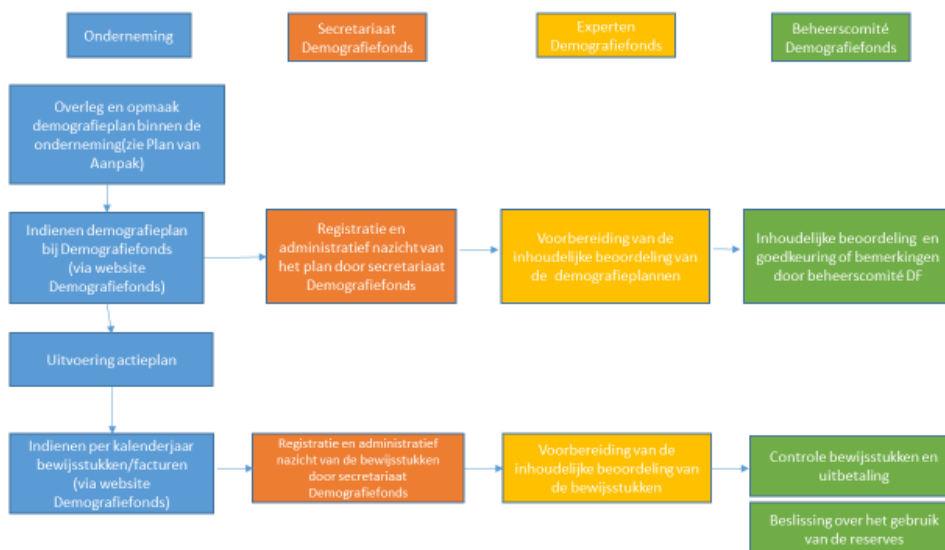 Onderneming
Secretariaat
Demografiefonds
Experten
Demografiefonds
Beheerscomité
Demografiefonds
Overleg en opmaak
demografieplan binnen de
onderneming(zie Plan van
Aanpak)
Indienen demografieplan
bij Demografiefonds
(via website
Demografiefonds)
Registratie en
administratief nazicht van
het plan door secretariaat
Demografiefonds
Voorbereiding van de
inhoudelijke beoordeling van
de demografieplannen
Inhoudelijke beoordeling en
goedkeuring of bemerkingen
door beheerscomité DF
Uitvoering actieplan
Indienen per kalenderjaar
bewijsstukken/facturen
(via website
Demografiefonds)
Registratie en administratief
nazicht van de bewijsstukken
door secretariaat
Demografiefonds
Voorbereiding van de
inhoudelijke beoordeling van
de bewijsstukken
Controle bewijsstukken en
uitbetaling
Beslissing over het gebruik
van de reserves